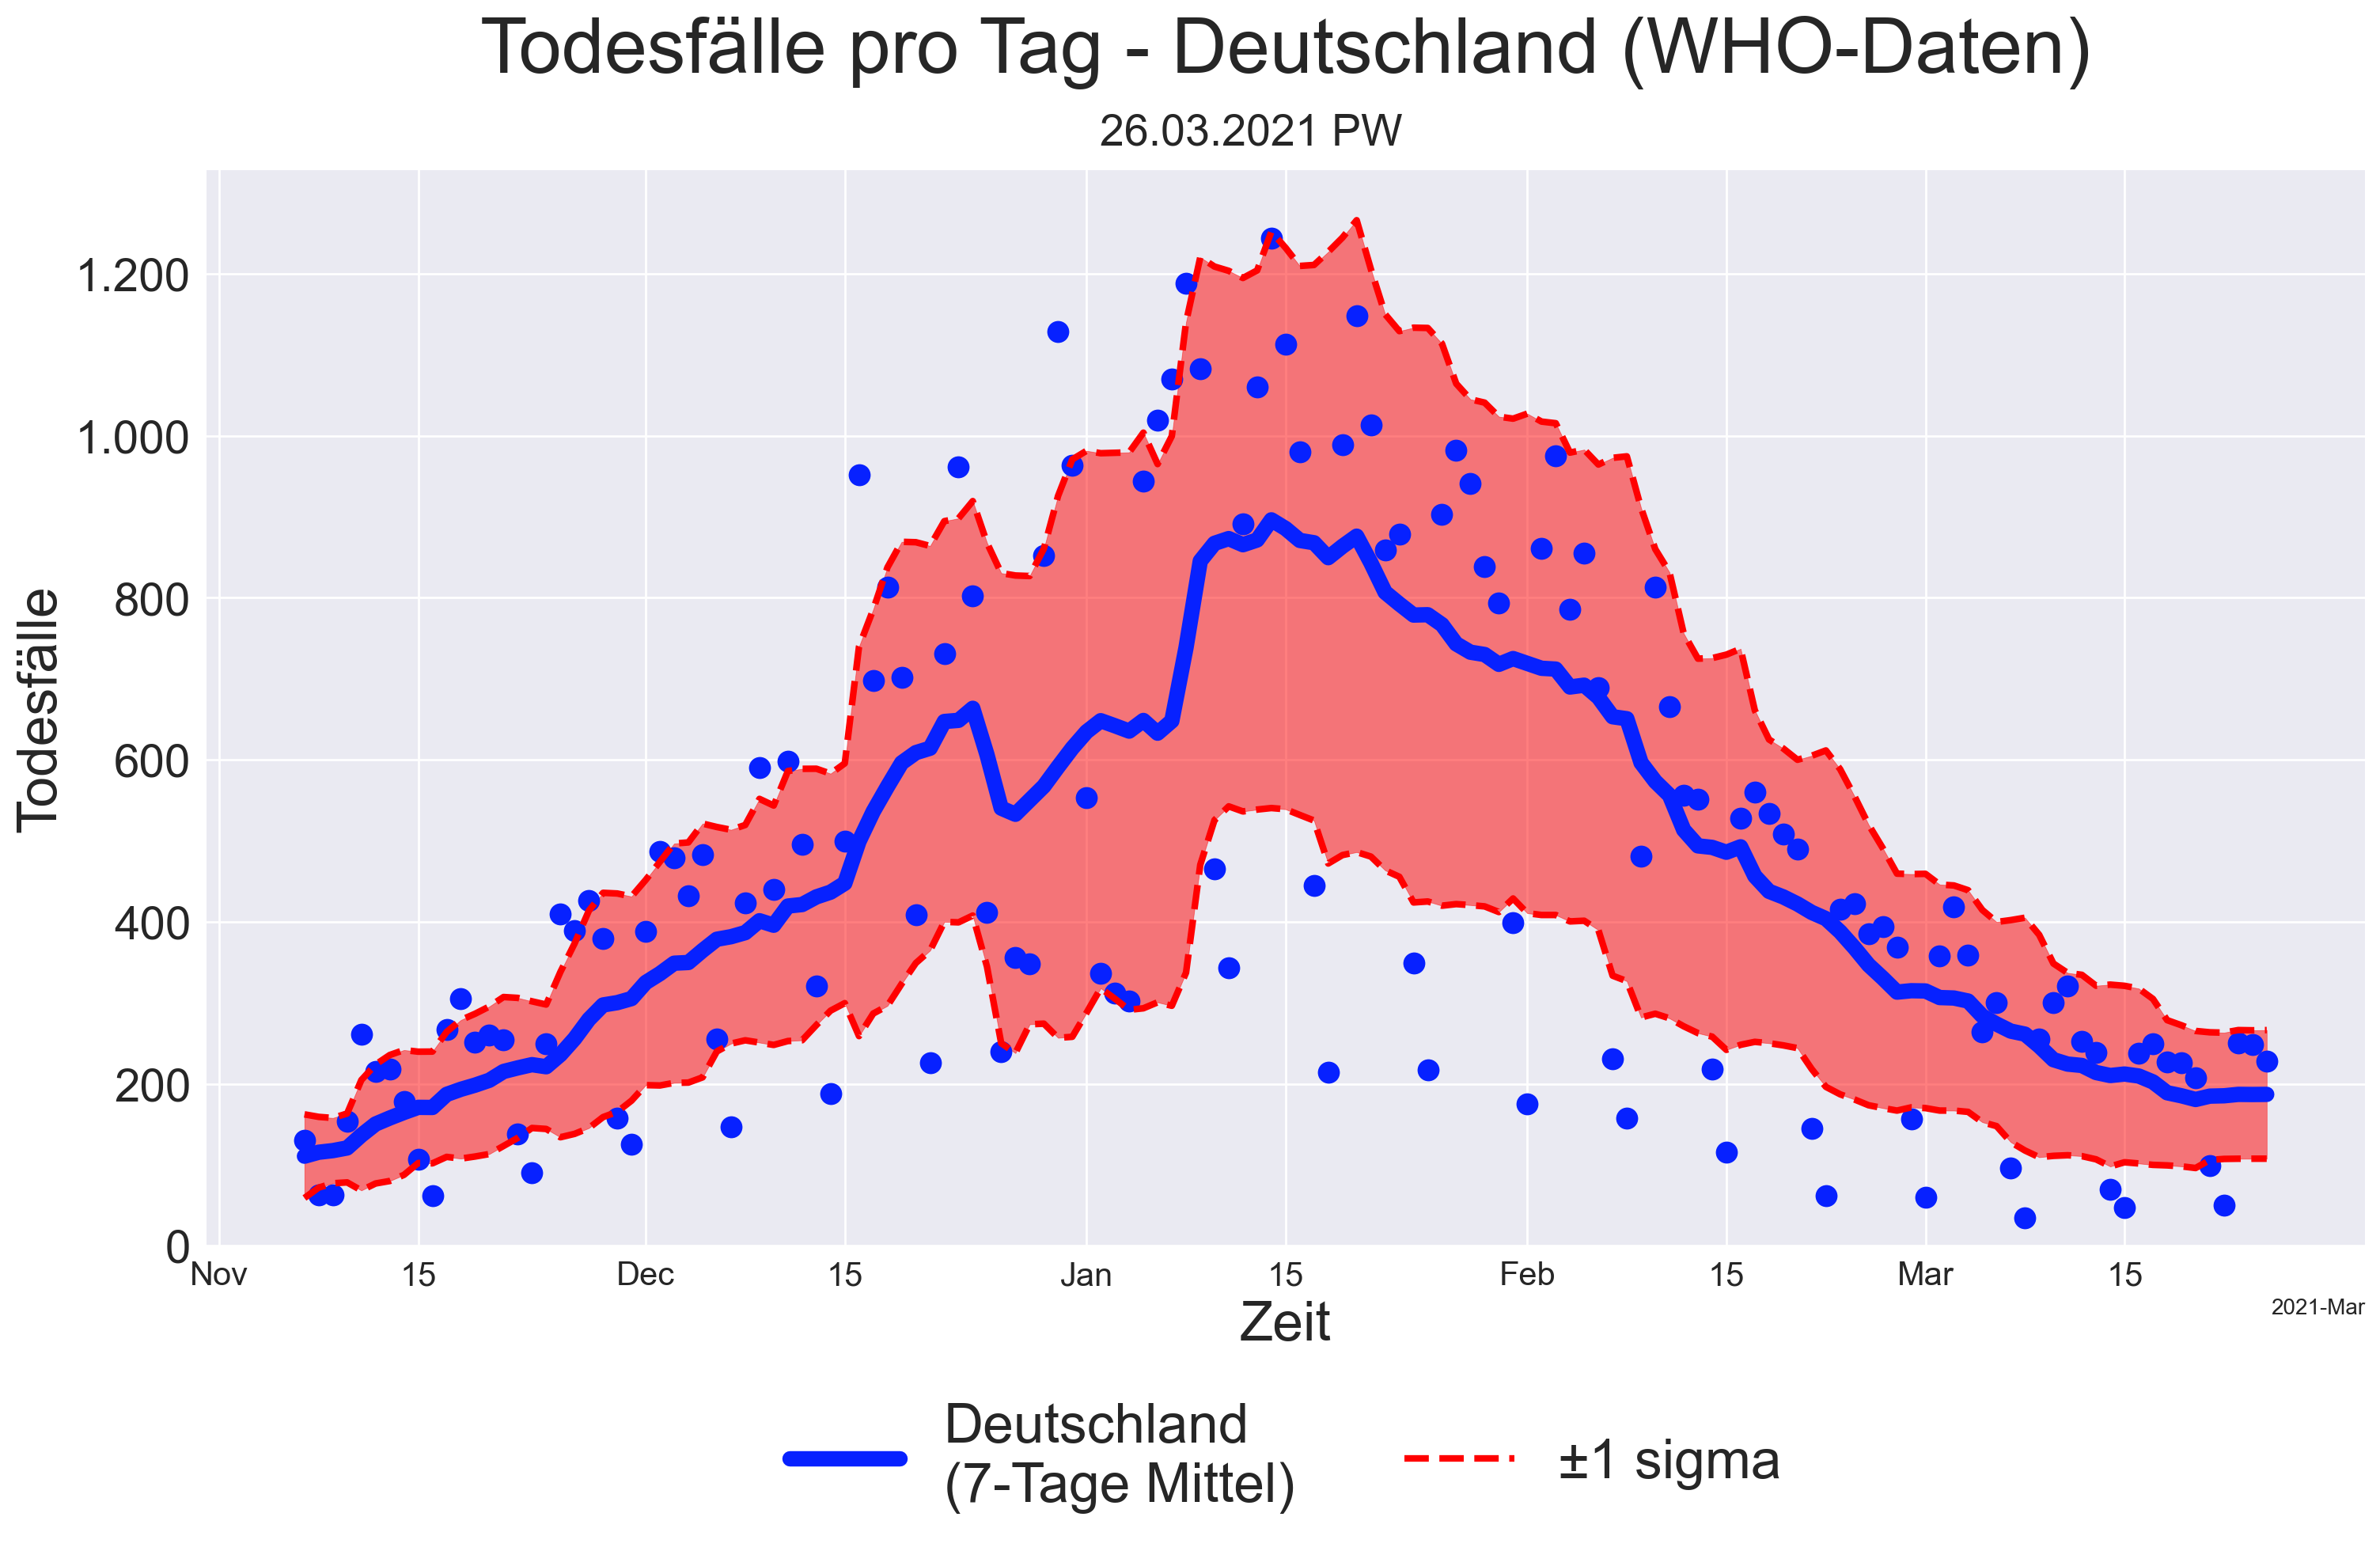 Todesfälle pro Tag - Deutschland (WHO-Daten)
26.03.2021 PW
Todesfälle
1.200
1.000
800
600
400
200
0
Nov 15 Dec 15 Jan 15 Feb 15 Mar 15
2021-Mar
Zeit
Deutschland
(7-Tage Mittel)
±1 sigma